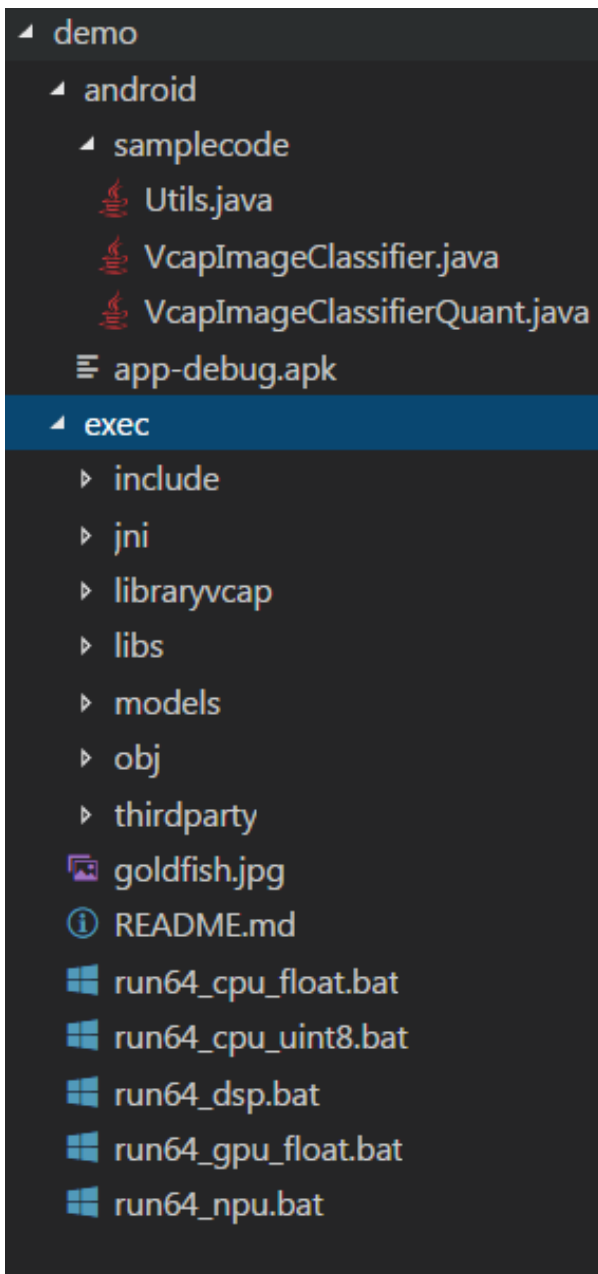 demo
android
samplecode
Utils.java
VcapImageClassifier.java
VcapImageClassifierQuant.java
app-debug.apk
exec
include
jni
libraryvcap
libs
models
obj
thirdparty
goldfish.jpg
README.md
run64_cpu_float.bat
run64_cpu_uint8.bat
run64_dsp.bat
run64_gpu_float.bat
run64_npu.bat